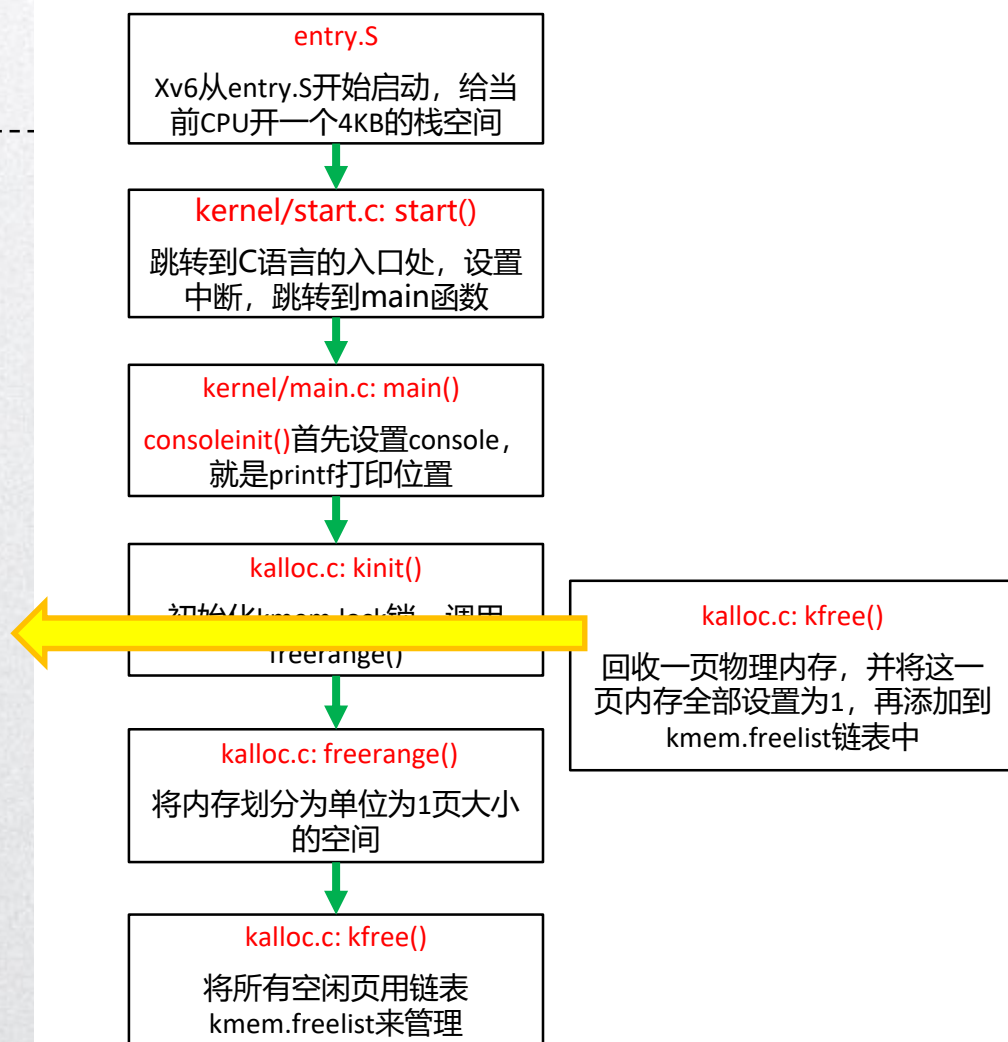 entry.S
Xv6从entry.S开始启动，给当
前CPU开一个4KB的栈空间
kernel/start.c: start()
跳转到C语言的入口处，设置
中断，跳转到main函数
kernel/main.c: main()
consoleinit()首先设置console，
就是printf打印位置
kalloc.c: kinit()
freerange()
kalloc.c: freerange()
将内存划分为单位为1页大小
的空间
kalloc.c: kfree()
将所有空闲页用链表
kmem.freelist来管理
kalloc.c: kfree()
回收一页物理内存，并将这一
页内存全部设置为1，再添加到
kmem.freelist链表中